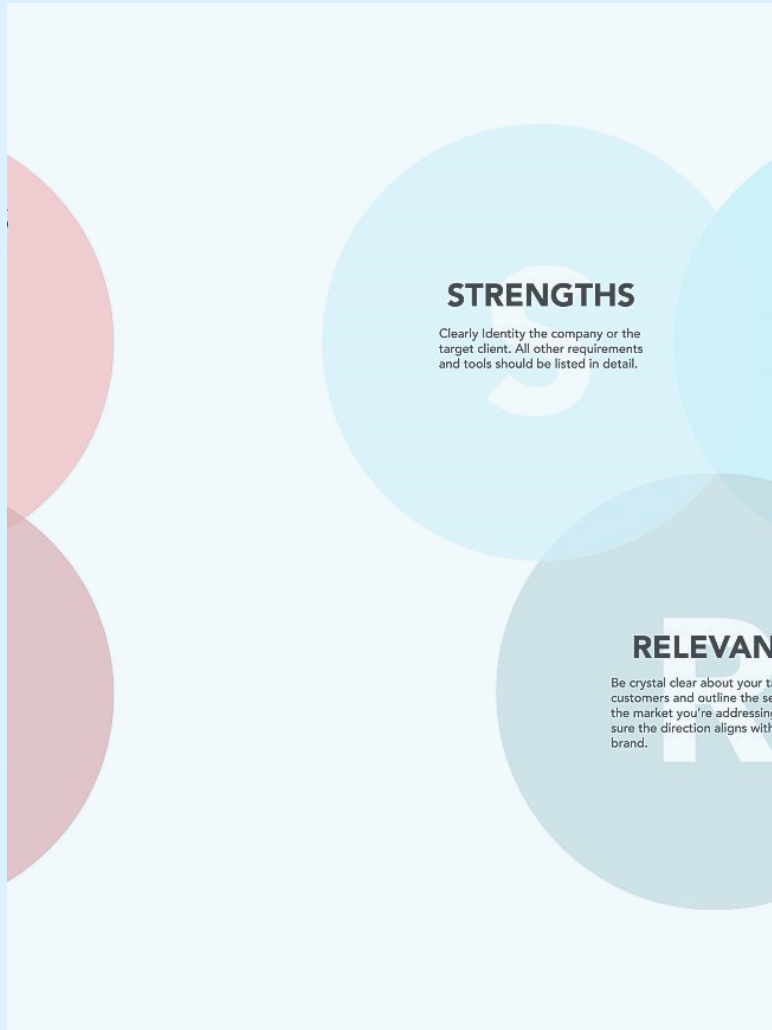 S
STRENGTHS
Clearly Identity the company or the
target client. All other requirements
and tools should be listed in detail.
R
RELEVAN
Be crystal clear about your
customers and outline the
the market you're addressing
sure the direction aligns with
brand.